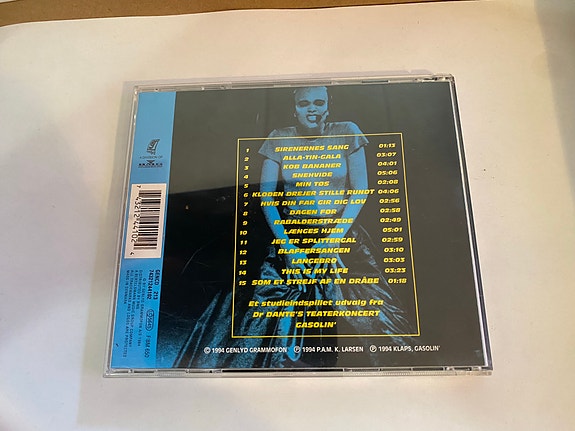 1 SIRENERNES SANG 01:13
2 ALLA-TIN-GALA 03:07
3 KØB BANANER 04:01
4 SNEHVIDE 05:06
5 MIN TØS 02:08
6 KLODEN DREJER STILLE RUNDT 04:06
7 HVIS DIN FAR GIR DIG LOV 02:56
8 DAGEN FØR 02:58
9 RABALDERSTRÆDE 02:49
10 LÆNGES HJEM 05:01
11 JEG ER SPLITTERGAL 02:59
12 BLAFFERSANGEN 03:10
13 LANGEBRO 03:03
14 THIS IS MY LIFE 03:23
15 SOM ET STREJF AF EN DRÅBE 01:18
Et studieindspillet udvalg fra
Dr DANTE'S TEATERKONCERT
GASOLIN'
© 1994 GENLYD GRAMMOFON ℗ 1994 P.A.M. K. LARSEN ℗ 1994 KLAPS, GASOLIN'
BMG